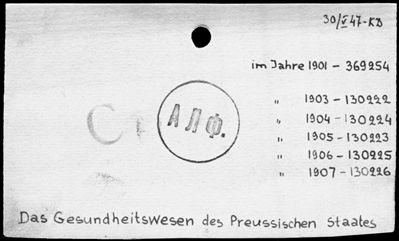 30/V 47-KD
im Jahre 1901 - 369254
" 1903 - 130222
" 1904 - 130224
АЛФ.
" 1905 - 130223
" 1906 - 130225
" 1907 - 130226
Das Gesundheitswesen des Preussischen Staates